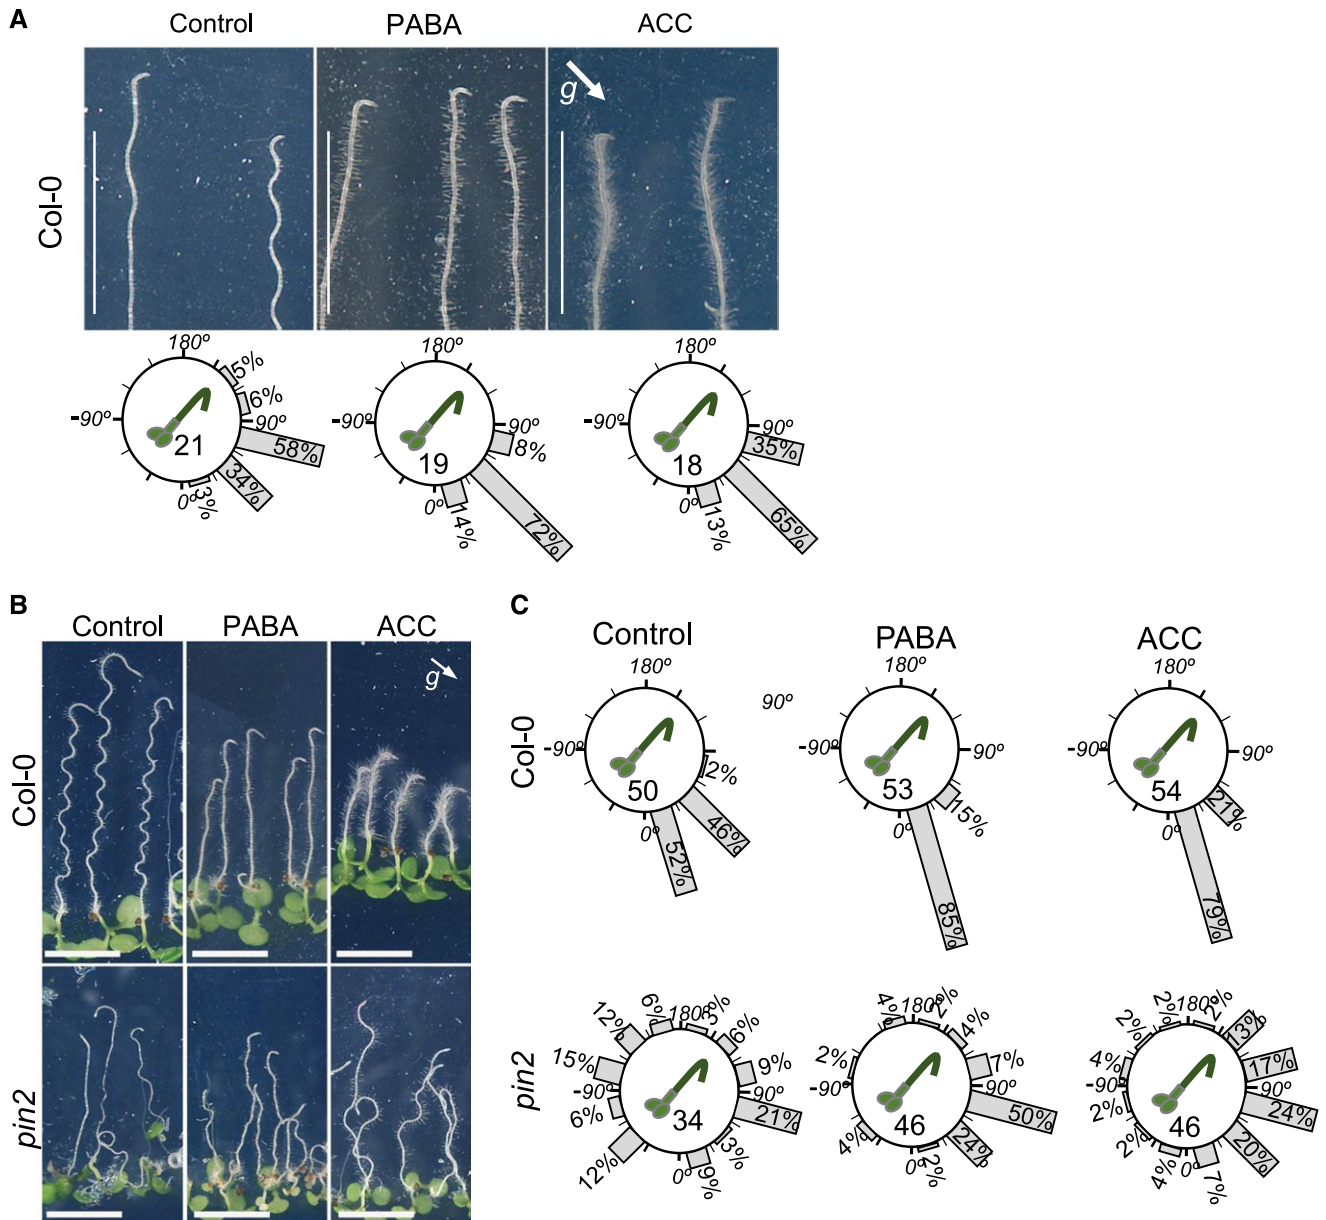 A
Control PABA ACC
Col-0
g
180º 180º 180º
5%
6%
-90º 90º -90º 90º -90º 90º
58% 8% 35%
21 19 18
34%
3%
0º 0º 0º
14% 72% 13% 65%
B
Control PABA ACC
g
Col-0
pin2
C
Control PABA ACC
180º 180º 180º
90º
Col-0
-90º -90º 90º -90º 90º
2%
50 53 54
46% 15% 21%
0º 0º 0º
52% 85% 79%
pin2
6% 180º 3% 4% 180º 2% 2% 180º 2%
12% 6% 4% 2% 3%
15% 9% 2% 7% 4% 17%
-90º 90º -90º 90º -90º 90º
6% 21% 50% 2% 24%
34 46 46
12% 3% 4% 24% 2% 20%
0º 9% 0º 2% 4% 0º 7%